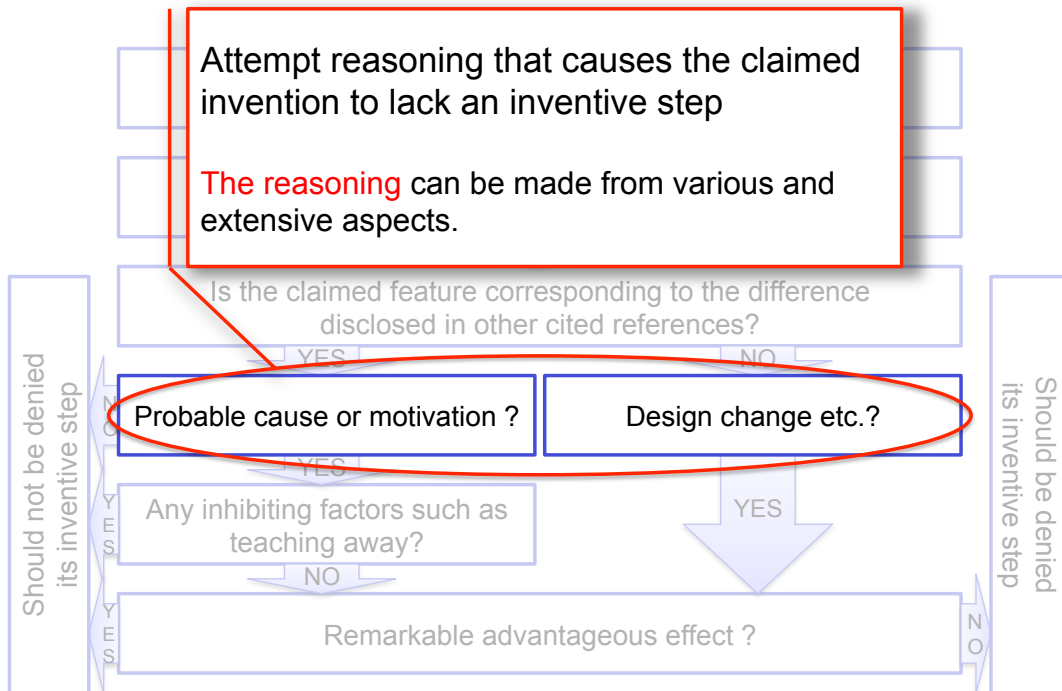 Attempt reasoning that causes the claimed
invention to lack an inventive step
The reasoning can be made from various and
extensive aspects.
Is the claimed feature corresponding to the difference
disclosed in other cited references?
YES
NO
Should not be denied
its inventive step
NO
Probable cause or motivation ?
Design change etc.?
Should be denied
its inventive step
YES
YES
Any inhibiting factors such as
teaching away?
YES
NO
YES
Remarkable advantageous effect ?
NO